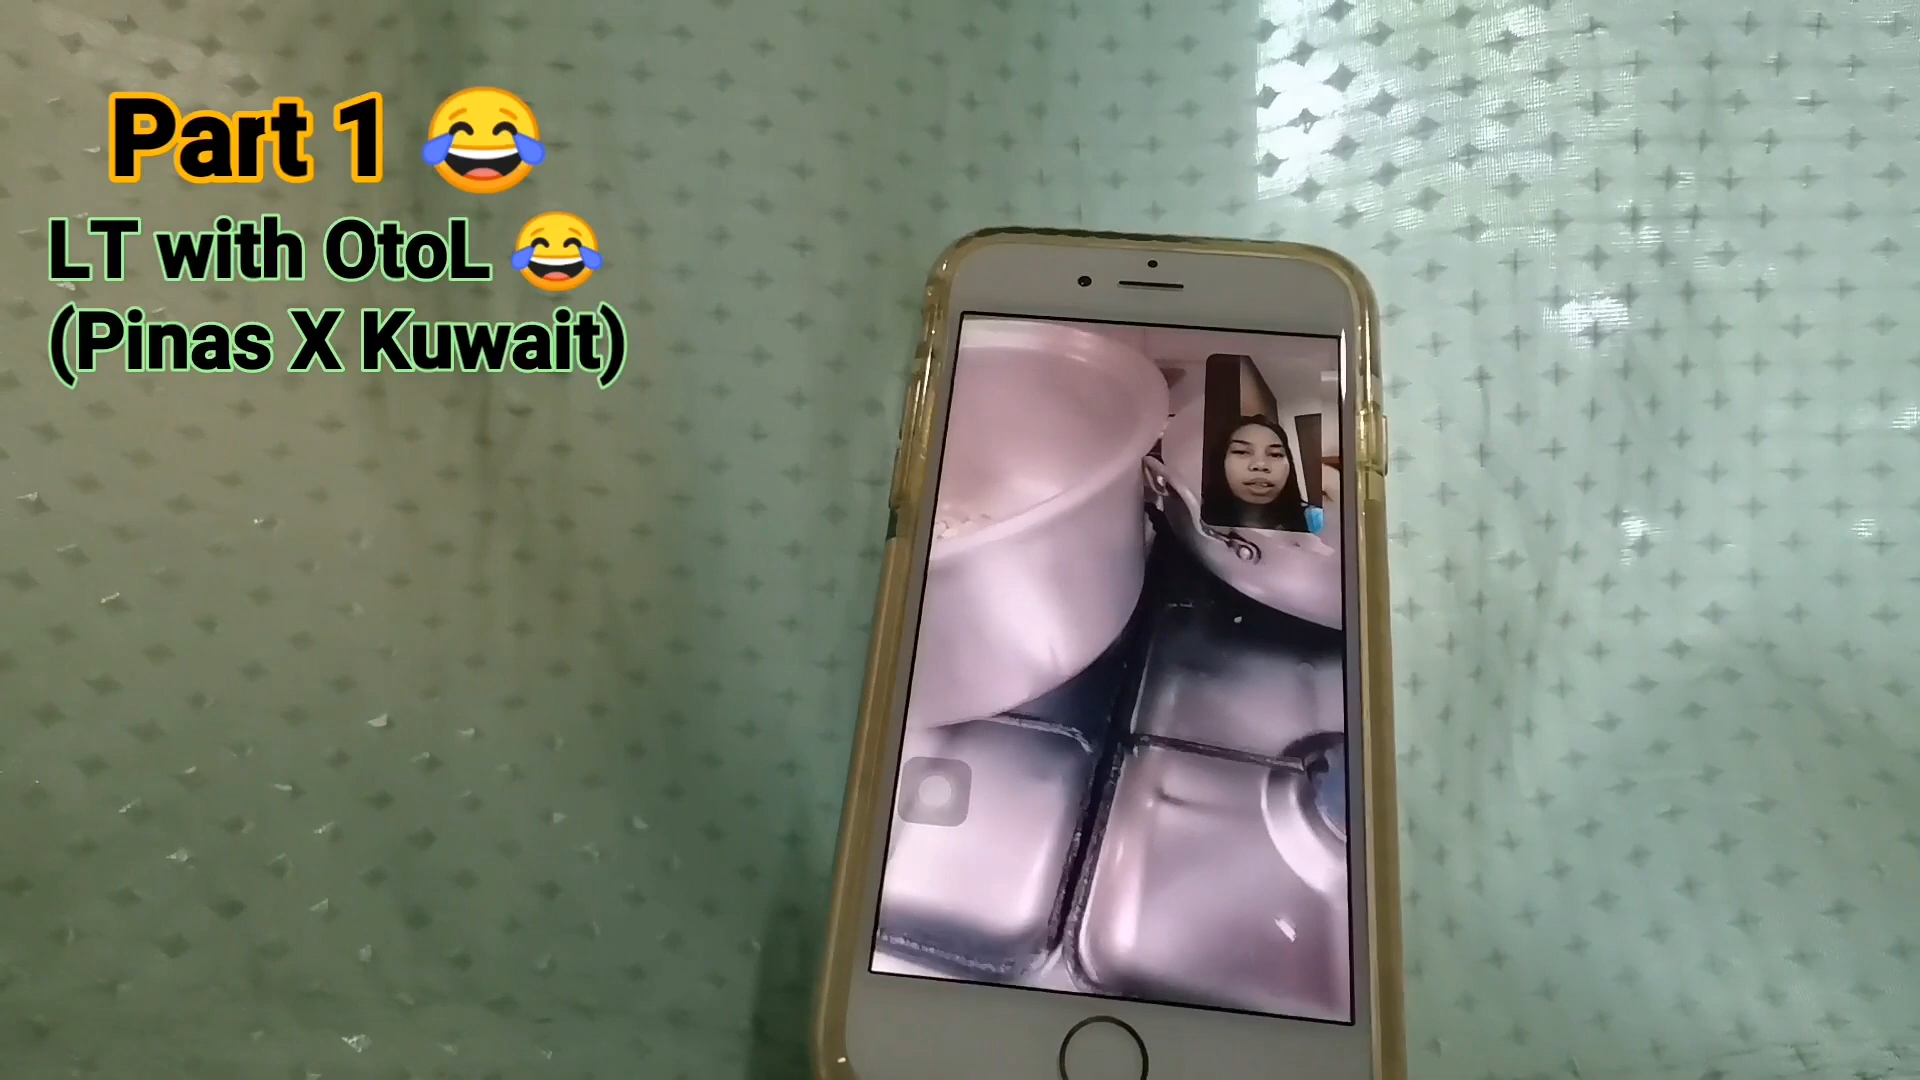 Part 1 😂
LT with OtoL 😂
(Pinas X Kuwait)